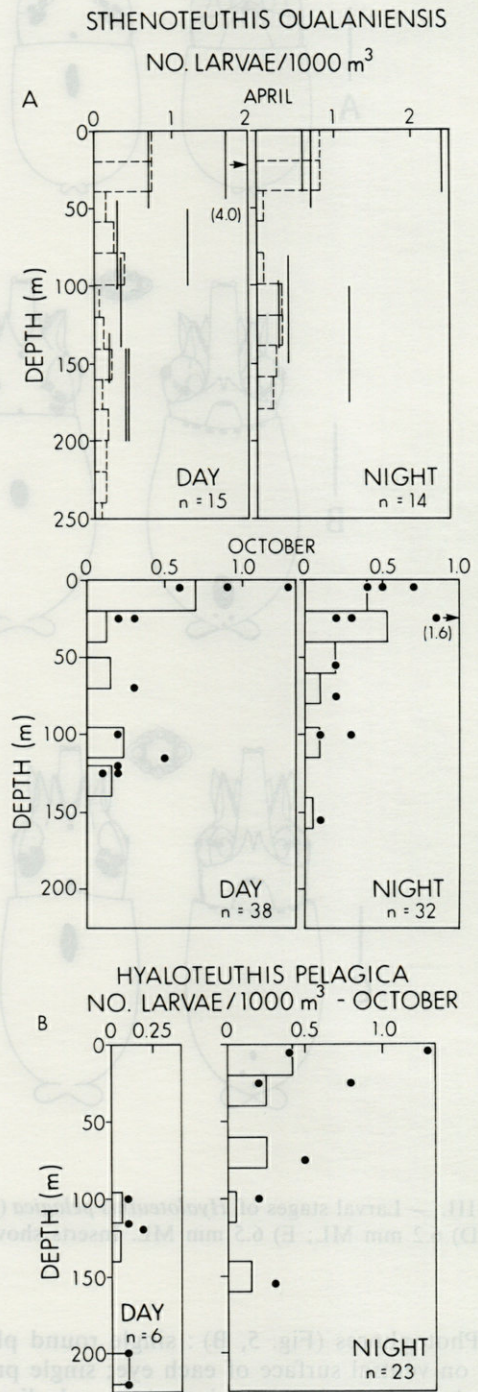 STHENOTEUTHIS OUALANIENSIS
NO. LARVAE/1000 m³
A
APRIL
0 1 2 1 2
0
50
100
150
200
250
DEPTH (m)
(4.0)
DAY
n = 15
NIGHT
n = 14
OCTOBER
0 0.5 0 0.5 1.0
0
50
100
150
200
DEPTH (m)
(1.6)
DAY
n = 38
NIGHT
n = 32
HYALOTEUTHIS PELAGICA
NO. LARVAE/1000 m³ - OCTOBER
B
0 0.25 0 0.5 1.0
0
50
100
150
200
DEPTH (m)
DAY
n=6
NIGHT
n=23